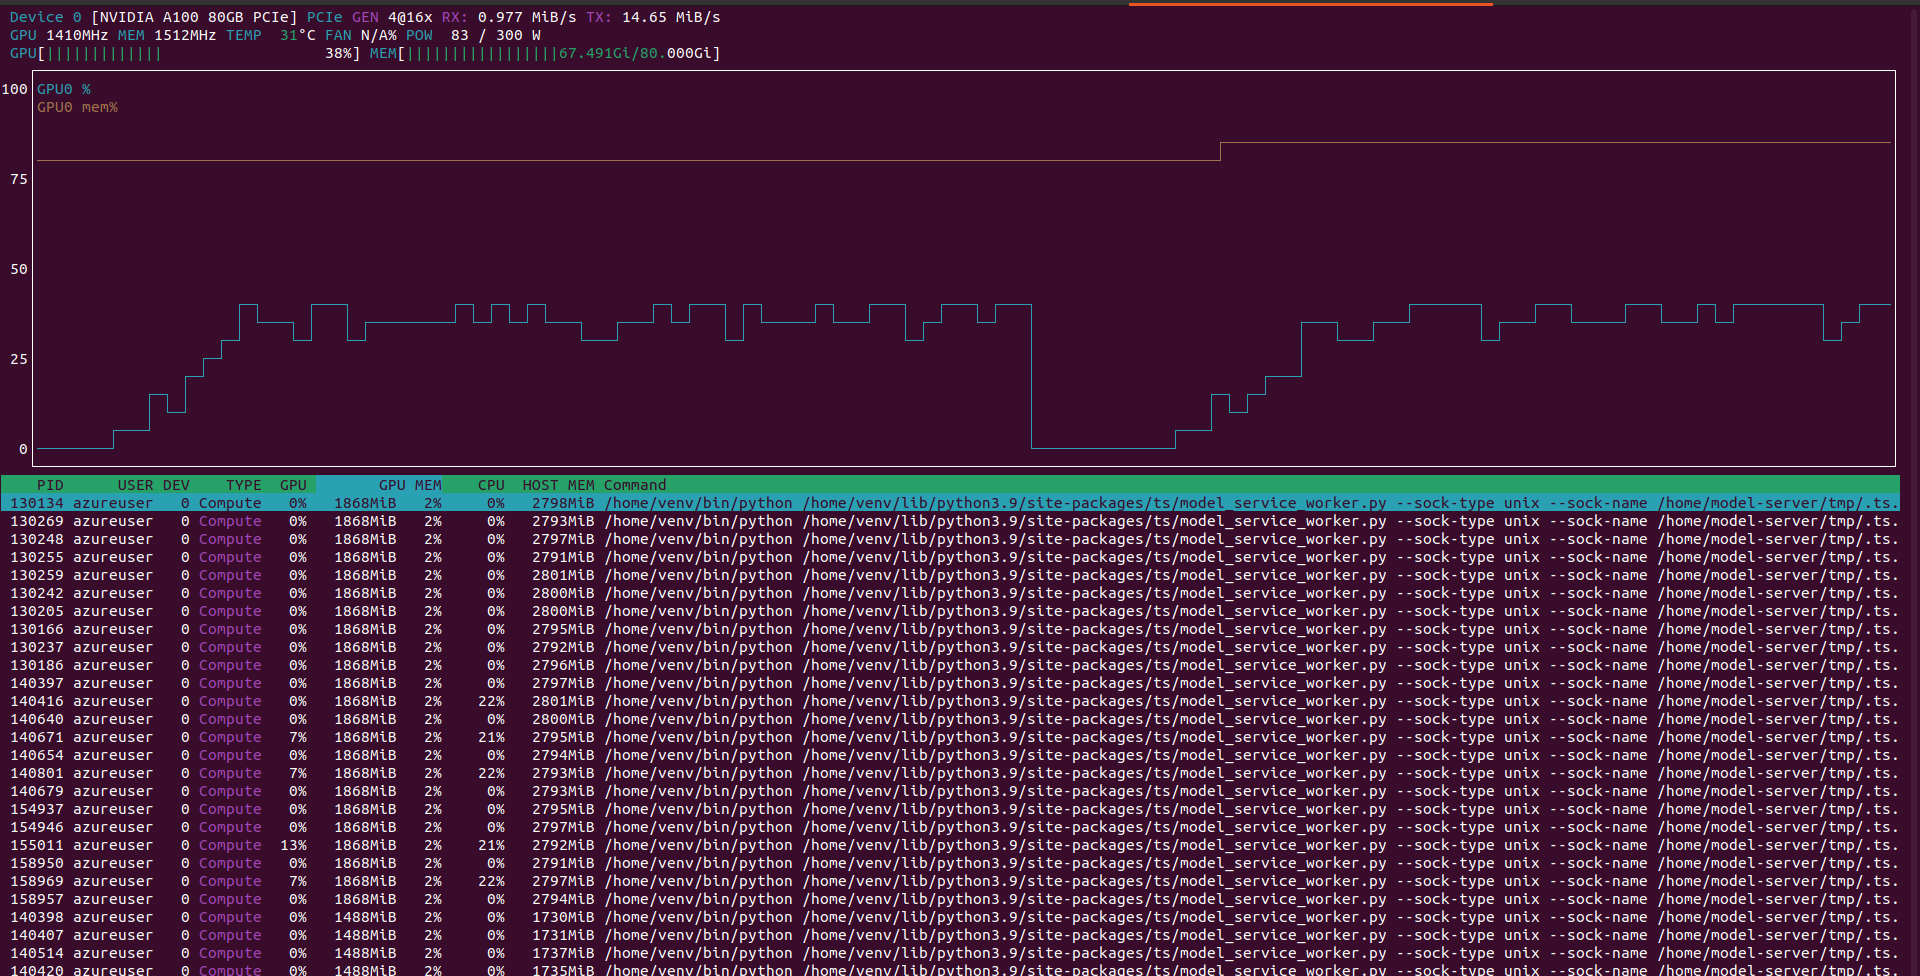 Device 0 [NVIDIA A100 80GB PCIe] PCIe GEN 4@16x RX: 0.977 MiB/s TX: 14.65 MiB/s
GPU 1410MHz MEM 1512MHz TEMP  31°C FAN N/A% POW  83 / 300 W
GPU[|||||||||||||                  38%] MEM[|||||||||||||||||67.491Gi/80.000Gi]
100
GPU0 %
GPU0 mem%
75
50
25
0
PID USER DEV TYPE GPU GPU MEM CPU HOST MEM Command
130134 azureuser 0 Compute 0% 1868MiB 2% 0% 2798MiB /home/venv/bin/python /home/venv/lib/python3.9/site-packages/ts/model_service_worker.py --sock-type unix --sock-name /home/model-server/tmp/.ts.
130269 azureuser 0 Compute 0% 1868MiB 2% 0% 2793MiB /home/venv/bin/python /home/venv/lib/python3.9/site-packages/ts/model_service_worker.py --sock-type unix --sock-name /home/model-server/tmp/.ts.
130248 azureuser 0 Compute 0% 1868MiB 2% 0% 2797MiB /home/venv/bin/python /home/venv/lib/python3.9/site-packages/ts/model_service_worker.py --sock-type unix --sock-name /home/model-server/tmp/.ts.
130255 azureuser 0 Compute 0% 1868MiB 2% 0% 2791MiB /home/venv/bin/python /home/venv/lib/python3.9/site-packages/ts/model_service_worker.py --sock-type unix --sock-name /home/model-server/tmp/.ts.
130259 azureuser 0 Compute 0% 1868MiB 2% 0% 2801MiB /home/venv/bin/python /home/venv/lib/python3.9/site-packages/ts/model_service_worker.py --sock-type unix --sock-name /home/model-server/tmp/.ts.
130242 azureuser 0 Compute 0% 1868MiB 2% 0% 2800MiB /home/venv/bin/python /home/venv/lib/python3.9/site-packages/ts/model_service_worker.py --sock-type unix --sock-name /home/model-server/tmp/.ts.
130205 azureuser 0 Compute 0% 1868MiB 2% 0% 2800MiB /home/venv/bin/python /home/venv/lib/python3.9/site-packages/ts/model_service_worker.py --sock-type unix --sock-name /home/model-server/tmp/.ts.
130166 azureuser 0 Compute 0% 1868MiB 2% 0% 2795MiB /home/venv/bin/python /home/venv/lib/python3.9/site-packages/ts/model_service_worker.py --sock-type unix --sock-name /home/model-server/tmp/.ts.
130237 azureuser 0 Compute 0% 1868MiB 2% 0% 2792MiB /home/venv/bin/python /home/venv/lib/python3.9/site-packages/ts/model_service_worker.py --sock-type unix --sock-name /home/model-server/tmp/.ts.
130186 azureuser 0 Compute 0% 1868MiB 2% 0% 2796MiB /home/venv/bin/python /home/venv/lib/python3.9/site-packages/ts/model_service_worker.py --sock-type unix --sock-name /home/model-server/tmp/.ts.
140397 azureuser 0 Compute 0% 1868MiB 2% 0% 2797MiB /home/venv/bin/python /home/venv/lib/python3.9/site-packages/ts/model_service_worker.py --sock-type unix --sock-name /home/model-server/tmp/.ts.
140416 azureuser 0 Compute 0% 1868MiB 2% 22% 2801MiB /home/venv/bin/python /home/venv/lib/python3.9/site-packages/ts/model_service_worker.py --sock-type unix --sock-name /home/model-server/tmp/.ts.
140640 azureuser 0 Compute 0% 1868MiB 2% 0% 2800MiB /home/venv/bin/python /home/venv/lib/python3.9/site-packages/ts/model_service_worker.py --sock-type unix --sock-name /home/model-server/tmp/.ts.
140671 azureuser 0 Compute 7% 1868MiB 2% 21% 2795MiB /home/venv/bin/python /home/venv/lib/python3.9/site-packages/ts/model_service_worker.py --sock-type unix --sock-name /home/model-server/tmp/.ts.
140654 azureuser 0 Compute 0% 1868MiB 2% 0% 2794MiB /home/venv/bin/python /home/venv/lib/python3.9/site-packages/ts/model_service_worker.py --sock-type unix --sock-name /home/model-server/tmp/.ts.
140801 azureuser 0 Compute 7% 1868MiB 2% 22% 2793MiB /home/venv/bin/python /home/venv/lib/python3.9/site-packages/ts/model_service_worker.py --sock-type unix --sock-name /home/model-server/tmp/.ts.
140679 azureuser 0 Compute 0% 1868MiB 2% 0% 2793MiB /home/venv/bin/python /home/venv/lib/python3.9/site-packages/ts/model_service_worker.py --sock-type unix --sock-name /home/model-server/tmp/.ts.
154937 azureuser 0 Compute 0% 1868MiB 2% 0% 2795MiB /home/venv/bin/python /home/venv/lib/python3.9/site-packages/ts/model_service_worker.py --sock-type unix --sock-name /home/model-server/tmp/.ts.
154946 azureuser 0 Compute 0% 1868MiB 2% 0% 2797MiB /home/venv/bin/python /home/venv/lib/python3.9/site-packages/ts/model_service_worker.py --sock-type unix --sock-name /home/model-server/tmp/.ts.
155011 azureuser 0 Compute 13% 1868MiB 2% 21% 2792MiB /home/venv/bin/python /home/venv/lib/python3.9/site-packages/ts/model_service_worker.py --sock-type unix --sock-name /home/model-server/tmp/.ts.
158950 azureuser 0 Compute 0% 1868MiB 2% 0% 2791MiB /home/venv/bin/python /home/venv/lib/python3.9/site-packages/ts/model_service_worker.py --sock-type unix --sock-name /home/model-server/tmp/.ts.
158969 azureuser 0 Compute 7% 1868MiB 2% 22% 2797MiB /home/venv/bin/python /home/venv/lib/python3.9/site-packages/ts/model_service_worker.py --sock-type unix --sock-name /home/model-server/tmp/.ts.
158957 azureuser 0 Compute 0% 1868MiB 2% 0% 2794MiB /home/venv/bin/python /home/venv/lib/python3.9/site-packages/ts/model_service_worker.py --sock-type unix --sock-name /home/model-server/tmp/.ts.
140398 azureuser 0 Compute 0% 1488MiB 2% 0% 1730MiB /home/venv/bin/python /home/venv/lib/python3.9/site-packages/ts/model_service_worker.py --sock-type unix --sock-name /home/model-server/tmp/.ts.
140407 azureuser 0 Compute 0% 1488MiB 2% 0% 1731MiB /home/venv/bin/python /home/venv/lib/python3.9/site-packages/ts/model_service_worker.py --sock-type unix --sock-name /home/model-server/tmp/.ts.
140514 azureuser 0 Compute 0% 1488MiB 2% 0% 1737MiB /home/venv/bin/python /home/venv/lib/python3.9/site-packages/ts/model_service_worker.py --sock-type unix --sock-name /home/model-server/tmp/.ts.
140420 azureuser 0 Compute 0% 1488MiB 2% 0% 1735MiB /home/venv/bin/python /home/venv/lib/python3.9/site-packages/ts/model_service_worker.py --sock-type unix --sock-name /home/model-server/tmp/.ts.